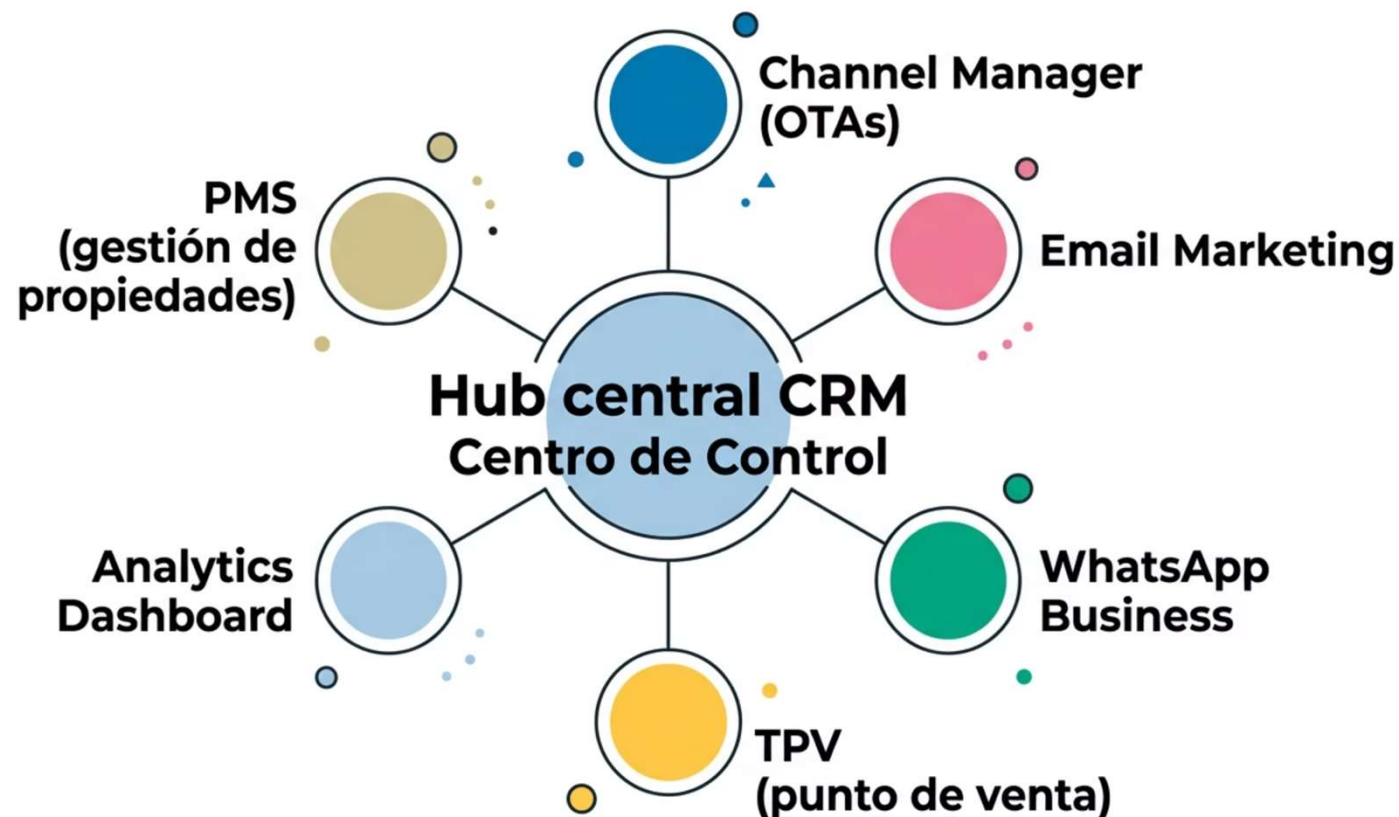 Channel Manager
(OTAs)
PMS
(gestión de
propiedades)
Email Marketing
Hub central CRM
Centro de Control
Analytics
Dashboard
WhatsApp
Business
TPV
(punto de venta)